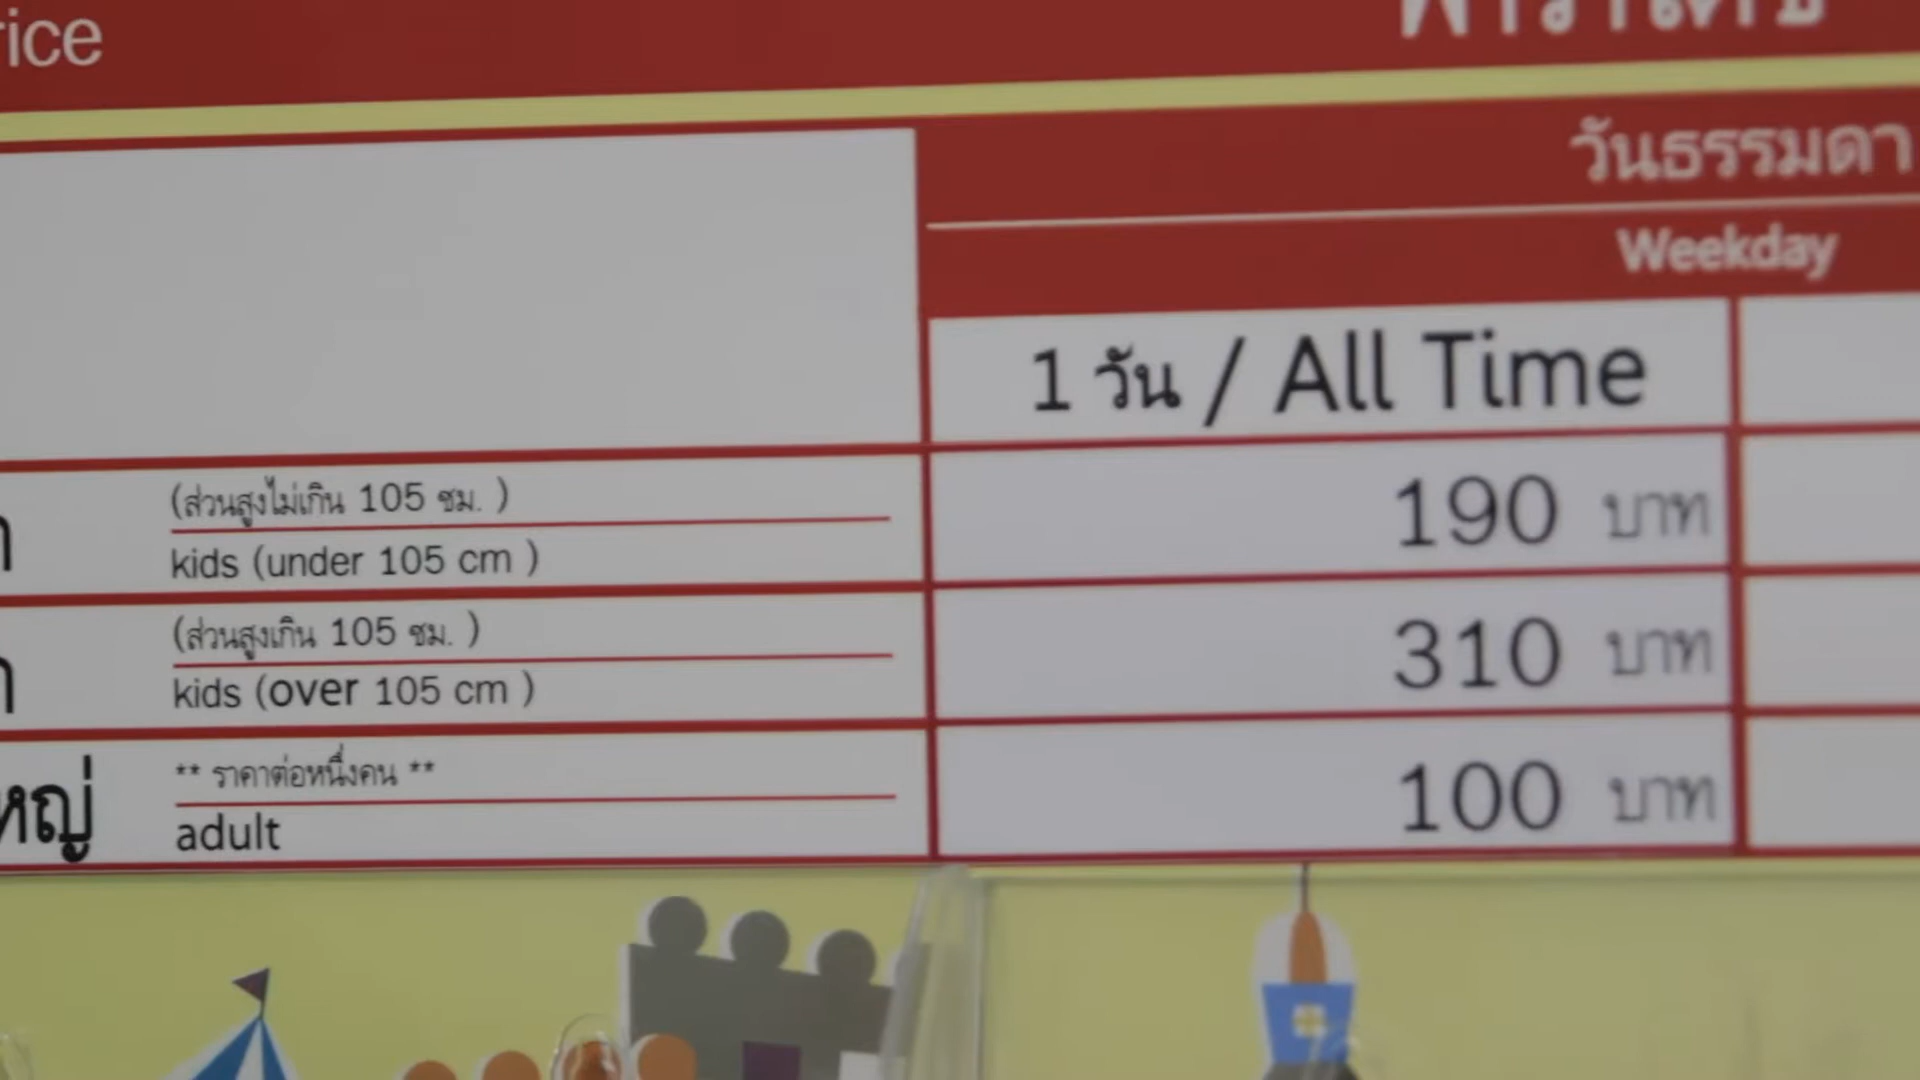 rice
วันธรรมดา
Weekday
1 วัน / All Time
(ส่วนสูงไม่เกิน 105 ซม. )
kids (under 105 cm )
190 บาท
(ส่วนสูงเกิน 105 ซม. )
kids (over 105 cm )
310 บาท
หญ่
** ราคาต่อหนึ่งคน **
adult
100 บาท